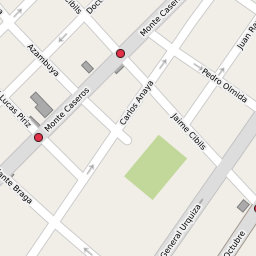 Cibils
Docto
Azambuya
Monte Caseros
Juan Ra
Pedro Olmida
Lucas Piriz
Monte Caseros
Carlos Anaya
Jaime Cibils
ante Braga
General Urquiza
Octubre